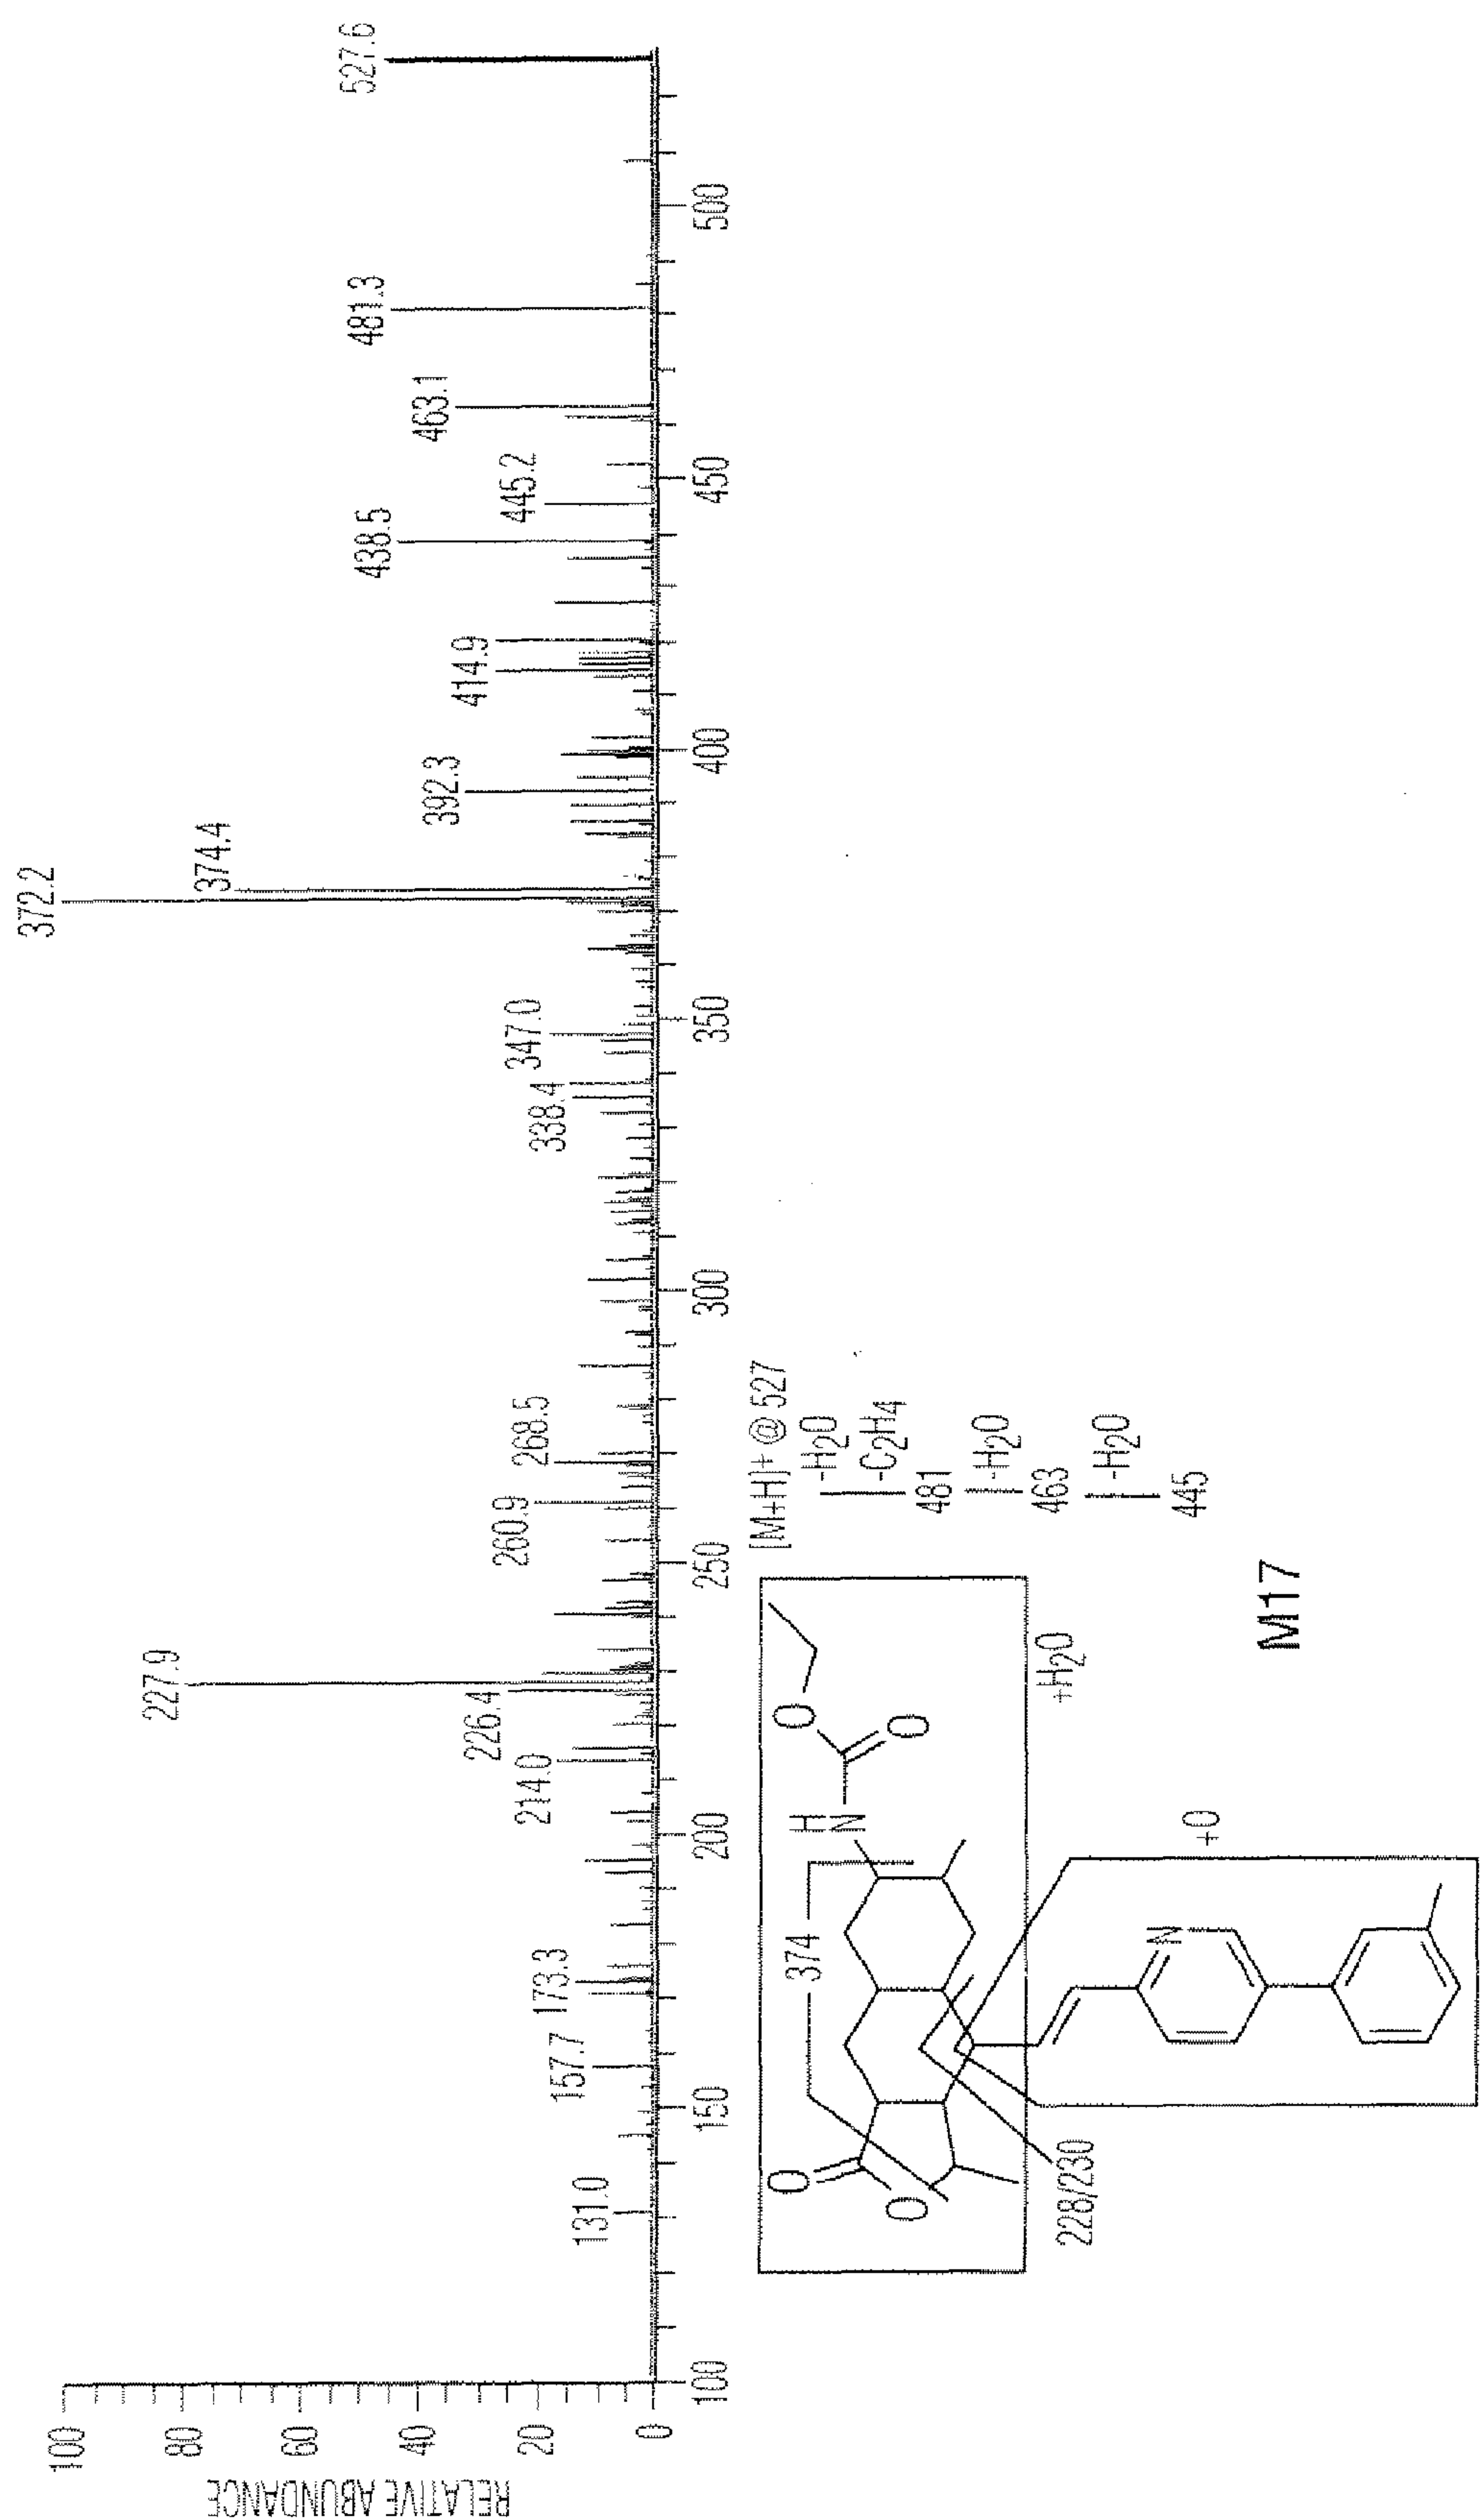 RELATIVE ABUNDANCE
100
80
60
40
20
0
131.0
157.7
173.3
214.0
226.4
227.9
260.9
268.5
338.4
347.0
372.2
374.4
392.3
414.9
438.5
445.2
463.1
481.3
527.6
100
150
200
250
300
350
400
450
500
[M+H]+ @ 527
-H2O
-C2H4
481
-H2O
463
-H2O
445
O
O
374
H
N
O
O
+H2O
228/230
N
+O
M17